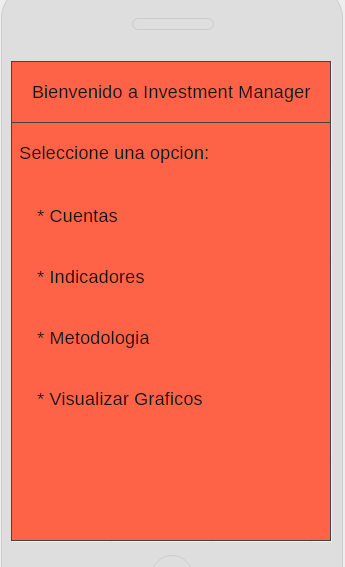 Bienvenido a Investment Manager
Seleccione una opcion:
* Cuentas
* Indicadores
* Metodologia
* Visualizar Graficos